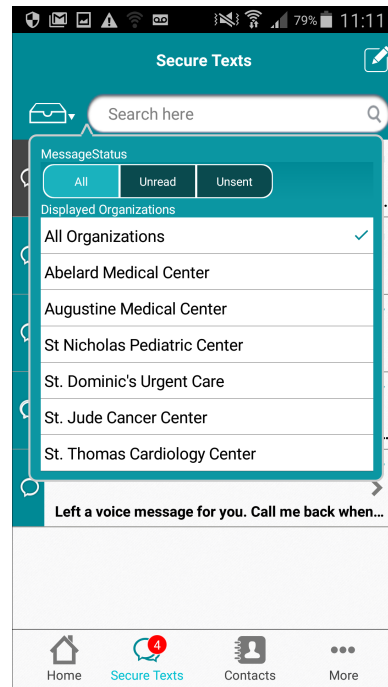 79% 11:11
Secure Texts
Search here
MessageStatus
All Unread Unsent
Displayed Organizations
All Organizations
Abelard Medical Center
Augustine Medical Center
St Nicholas Pediatric Center
St. Dominic's Urgent Care
St. Jude Cancer Center
St. Thomas Cardiology Center
Left a voice message for you. Call me back when...
4
Home Secure Texts Contacts More